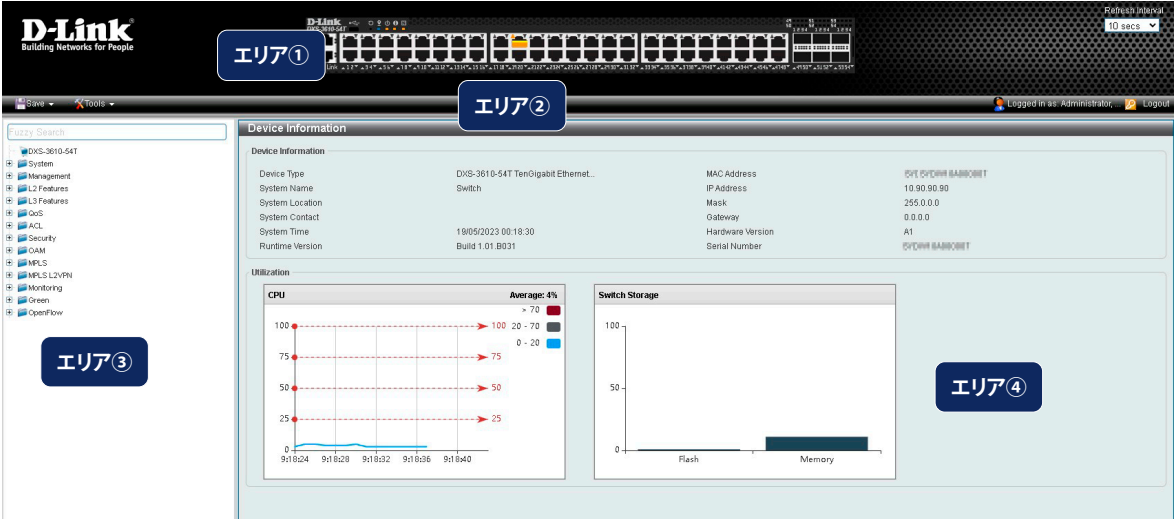 D-Link
Building Networks for People
D-Link
DXS-3610-54T
Refresh Interval
10 secs
エリア①
エリア②
Save
Tools
Logged in as: Administrator, ...
Logout
Fuzzy Search
DXS-3610-54T
System
Management
L2 Features
L3 Features
QoS
ACL
Security
OAM
MPLS
MPLS L2VPN
Monitoring
Green
OpenFlow
エリア③
Device Information
Device Information
Device Type DXS-3610-54T TenGigabit Ethernet... MAC Address
System Name Switch IP Address 10.90.90.90
System Location Mask 255.0.0.0
System Contact Gateway 0.0.0.0
System Time 19/05/2023 00:18:30 Hardware Version A1
Runtime Version Build 1.01.B031 Serial Number
Utilization
CPU Average: 4%
> 70
20 - 70
0 - 20
100 100
75 75
50 50
25 25
0
9:18:24 9:18:28 9:18:32 9:18:36 9:18:40
Switch Storage
100
50
0
Flash Memory
エリア④